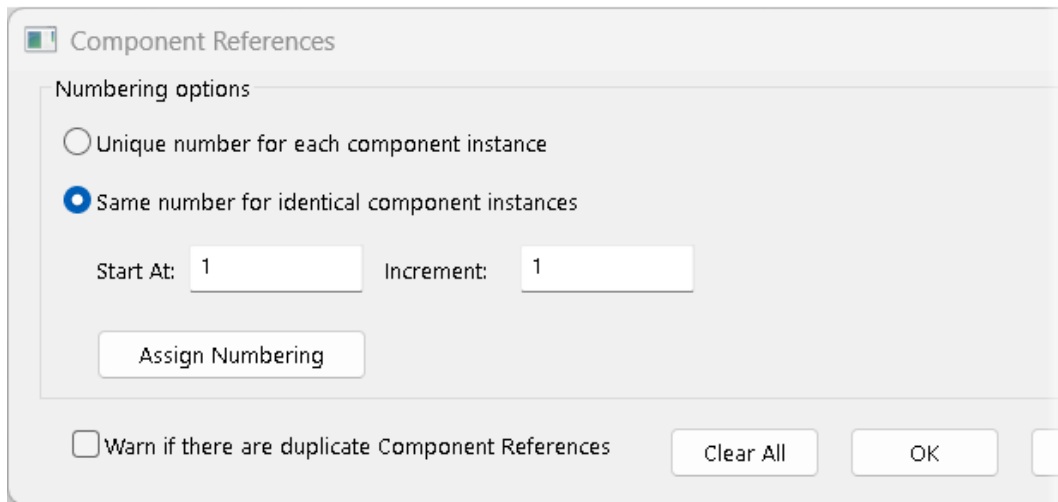 Component References
Numbering options
Unique number for each component instance
Same number for identical component instances
Start At: 1 Increment: 1
Assign Numbering
Warn if there are duplicate Component References Clear All OK